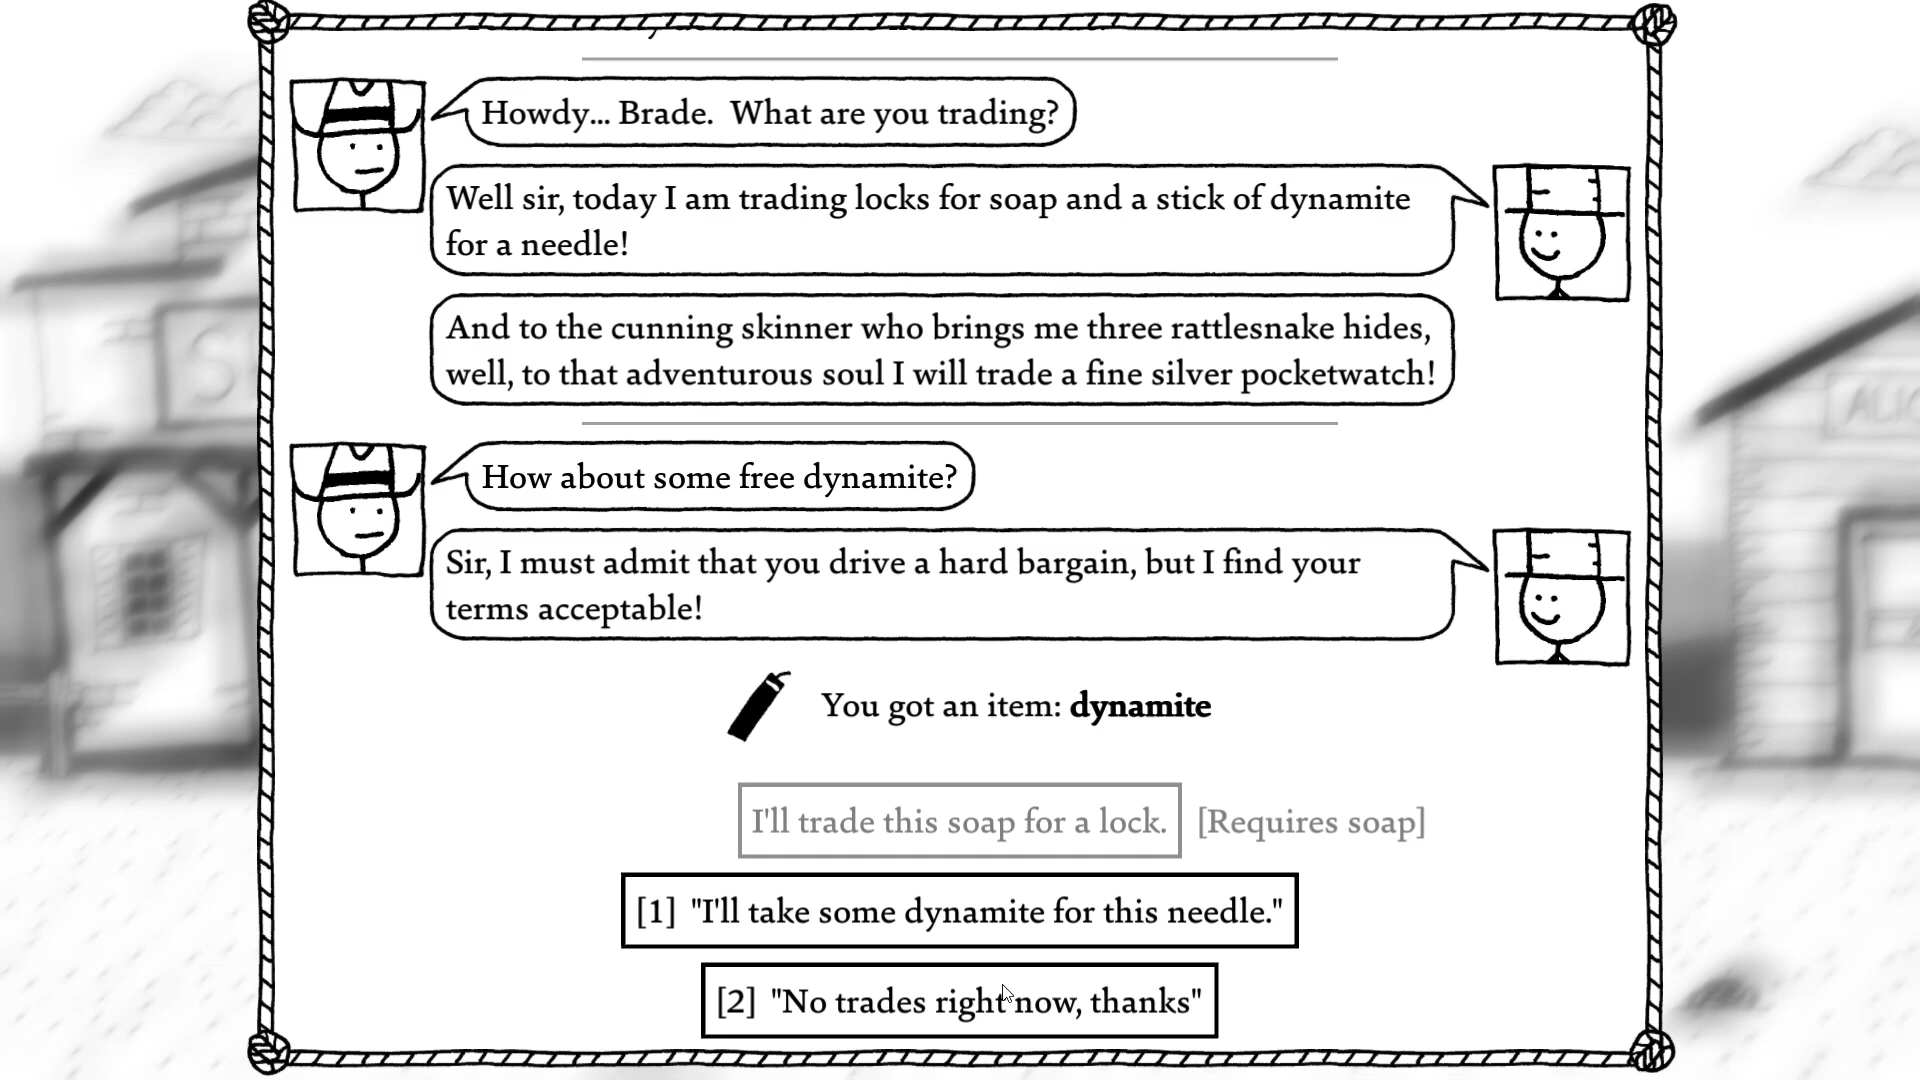 Howdy... Brade.  What are you trading?
Well sir, today I am trading locks for soap and a stick of dynamite
for a needle!
And to the cunning skinner who brings me three rattlesnake hides,
well, to that adventurous soul I will trade a fine silver pocketwatch!
How about some free dynamite?
Sir, I must admit that you drive a hard bargain, but I find your
terms acceptable!
You got an item: dynamite
I'll trade this soap for a lock. [Requires soap]
[1] "I'll take some dynamite for this needle."
[2] "No trades right now, thanks"